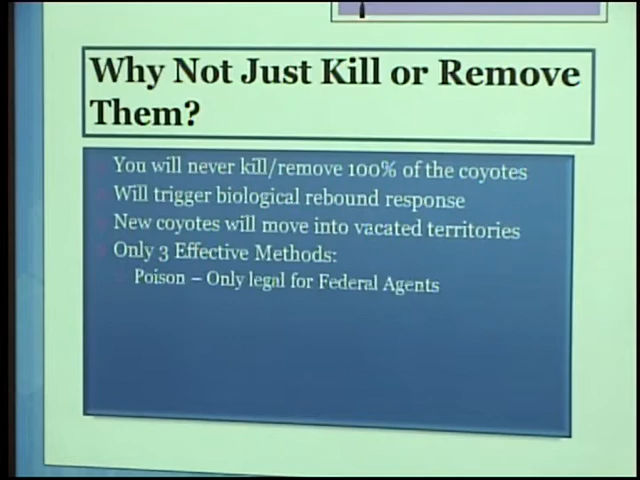 Why Not Just Kill or Remove
Them?
You will never kill/remove 100% of the coyotes
Will trigger biological rebound response
New coyotes will move into vacated territories
Only 3 Effective Methods:
Poison – Only legal for Federal Agents